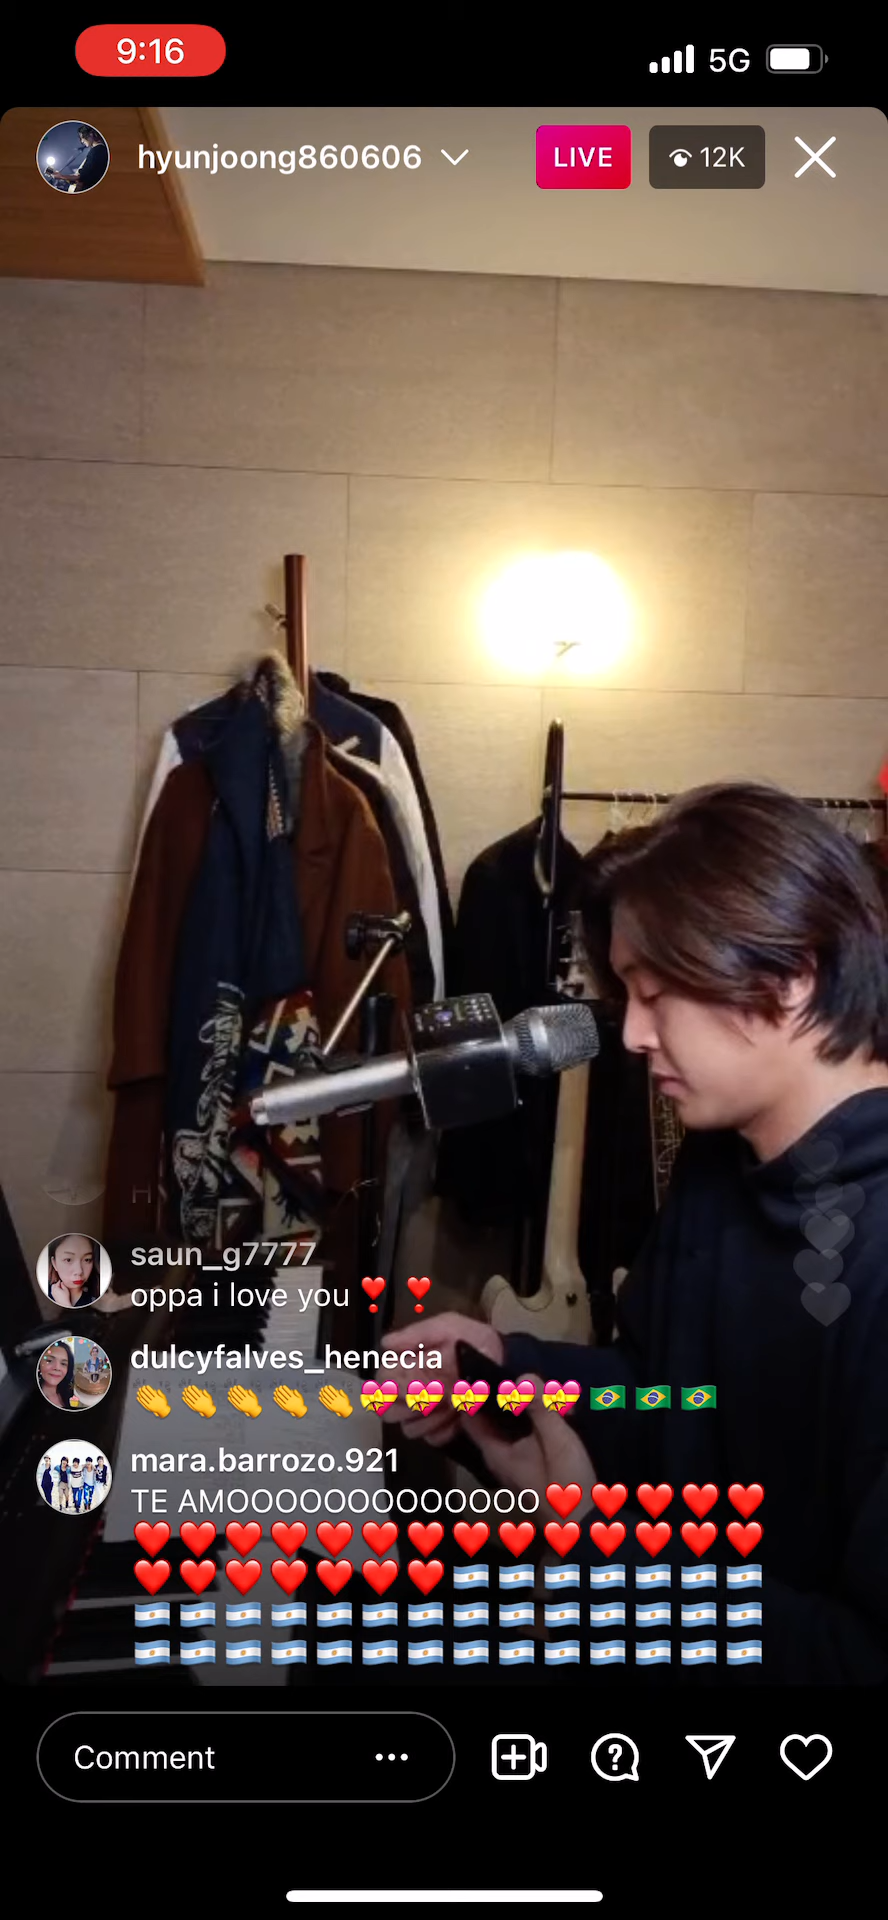 9:16
5G
hyunjoong860606
LIVE
12K
H
saun_g7777
oppa i love you❣️❣️
dulcyfalves_henecia
👏👏👏👏👏💝💝💝💝💝🇧🇷🇧🇷🇧🇷
mara.barrozo.921
TE AMOOOOOOOOOOOOOO❤️❤️❤️❤️❤️
❤️❤️❤️❤️❤️❤️❤️❤️❤️❤️❤️❤️❤️❤️
❤️❤️❤️❤️❤️❤️❤️🇦🇷🇦🇷🇦🇷🇦🇷🇦🇷🇦🇷🇦🇷
🇦🇷🇦🇷🇦🇷🇦🇷🇦🇷🇦🇷🇦🇷🇦🇷🇦🇷🇦🇷🇦🇷🇦🇷🇦🇷🇦🇷
🇦🇷🇦🇷🇦🇷🇦🇷🇦🇷🇦🇷🇦🇷🇦🇷🇦🇷🇦🇷🇦🇷🇦🇷🇦🇷🇦🇷
Comment